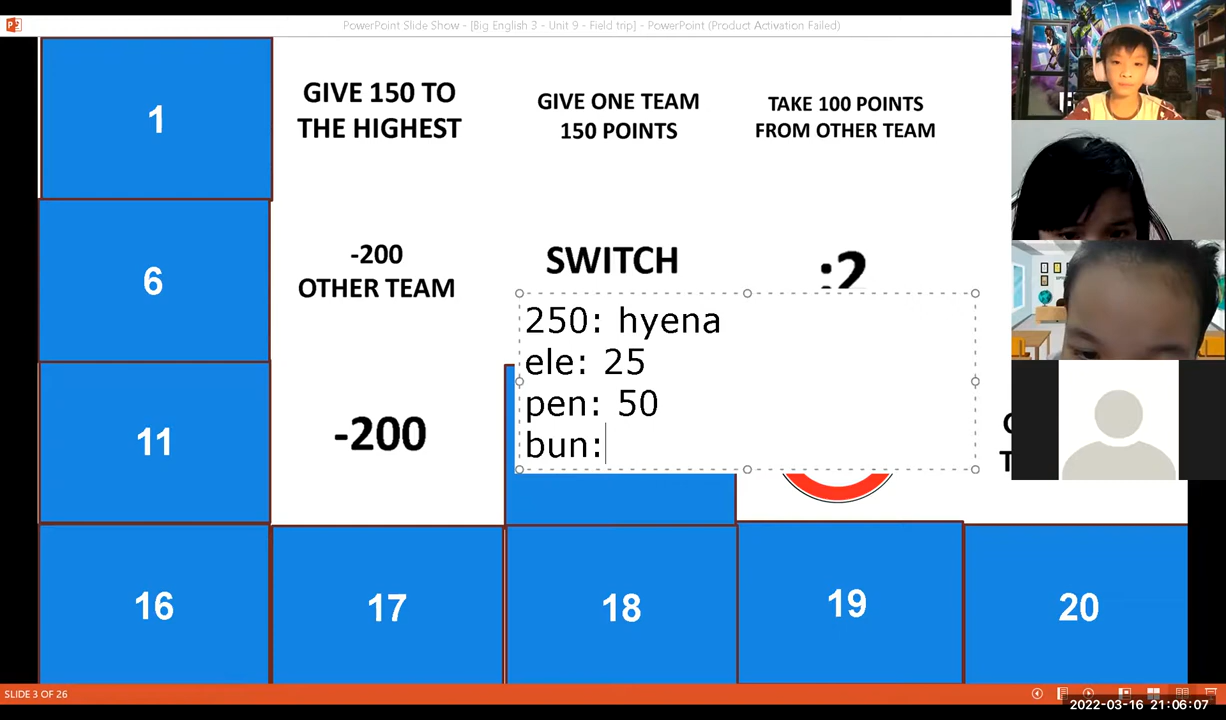 PowerPoint Slide Show - [Big English 3 - Unit 9 - Field trip] - PowerPoint (Product Activation Failed)
1
GIVE 150 TO
THE HIGHEST
GIVE ONE TEAM
150 POINTS
TAKE 100 POINTS
FROM OTHER TEAM
6
-200
OTHER TEAM
SWITCH
:2
250: hyena
ele: 25
pen: 50
bun:
11
-200
16
17
18
19
20
SLIDE 3 OF 26
2022-03-16 21:06:07